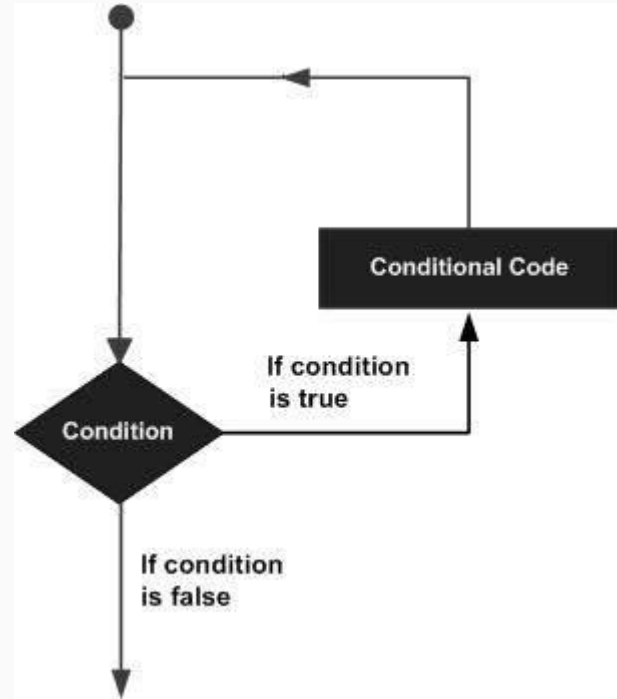 Conditional Code
If condition
is true
Condition
If condition
is false